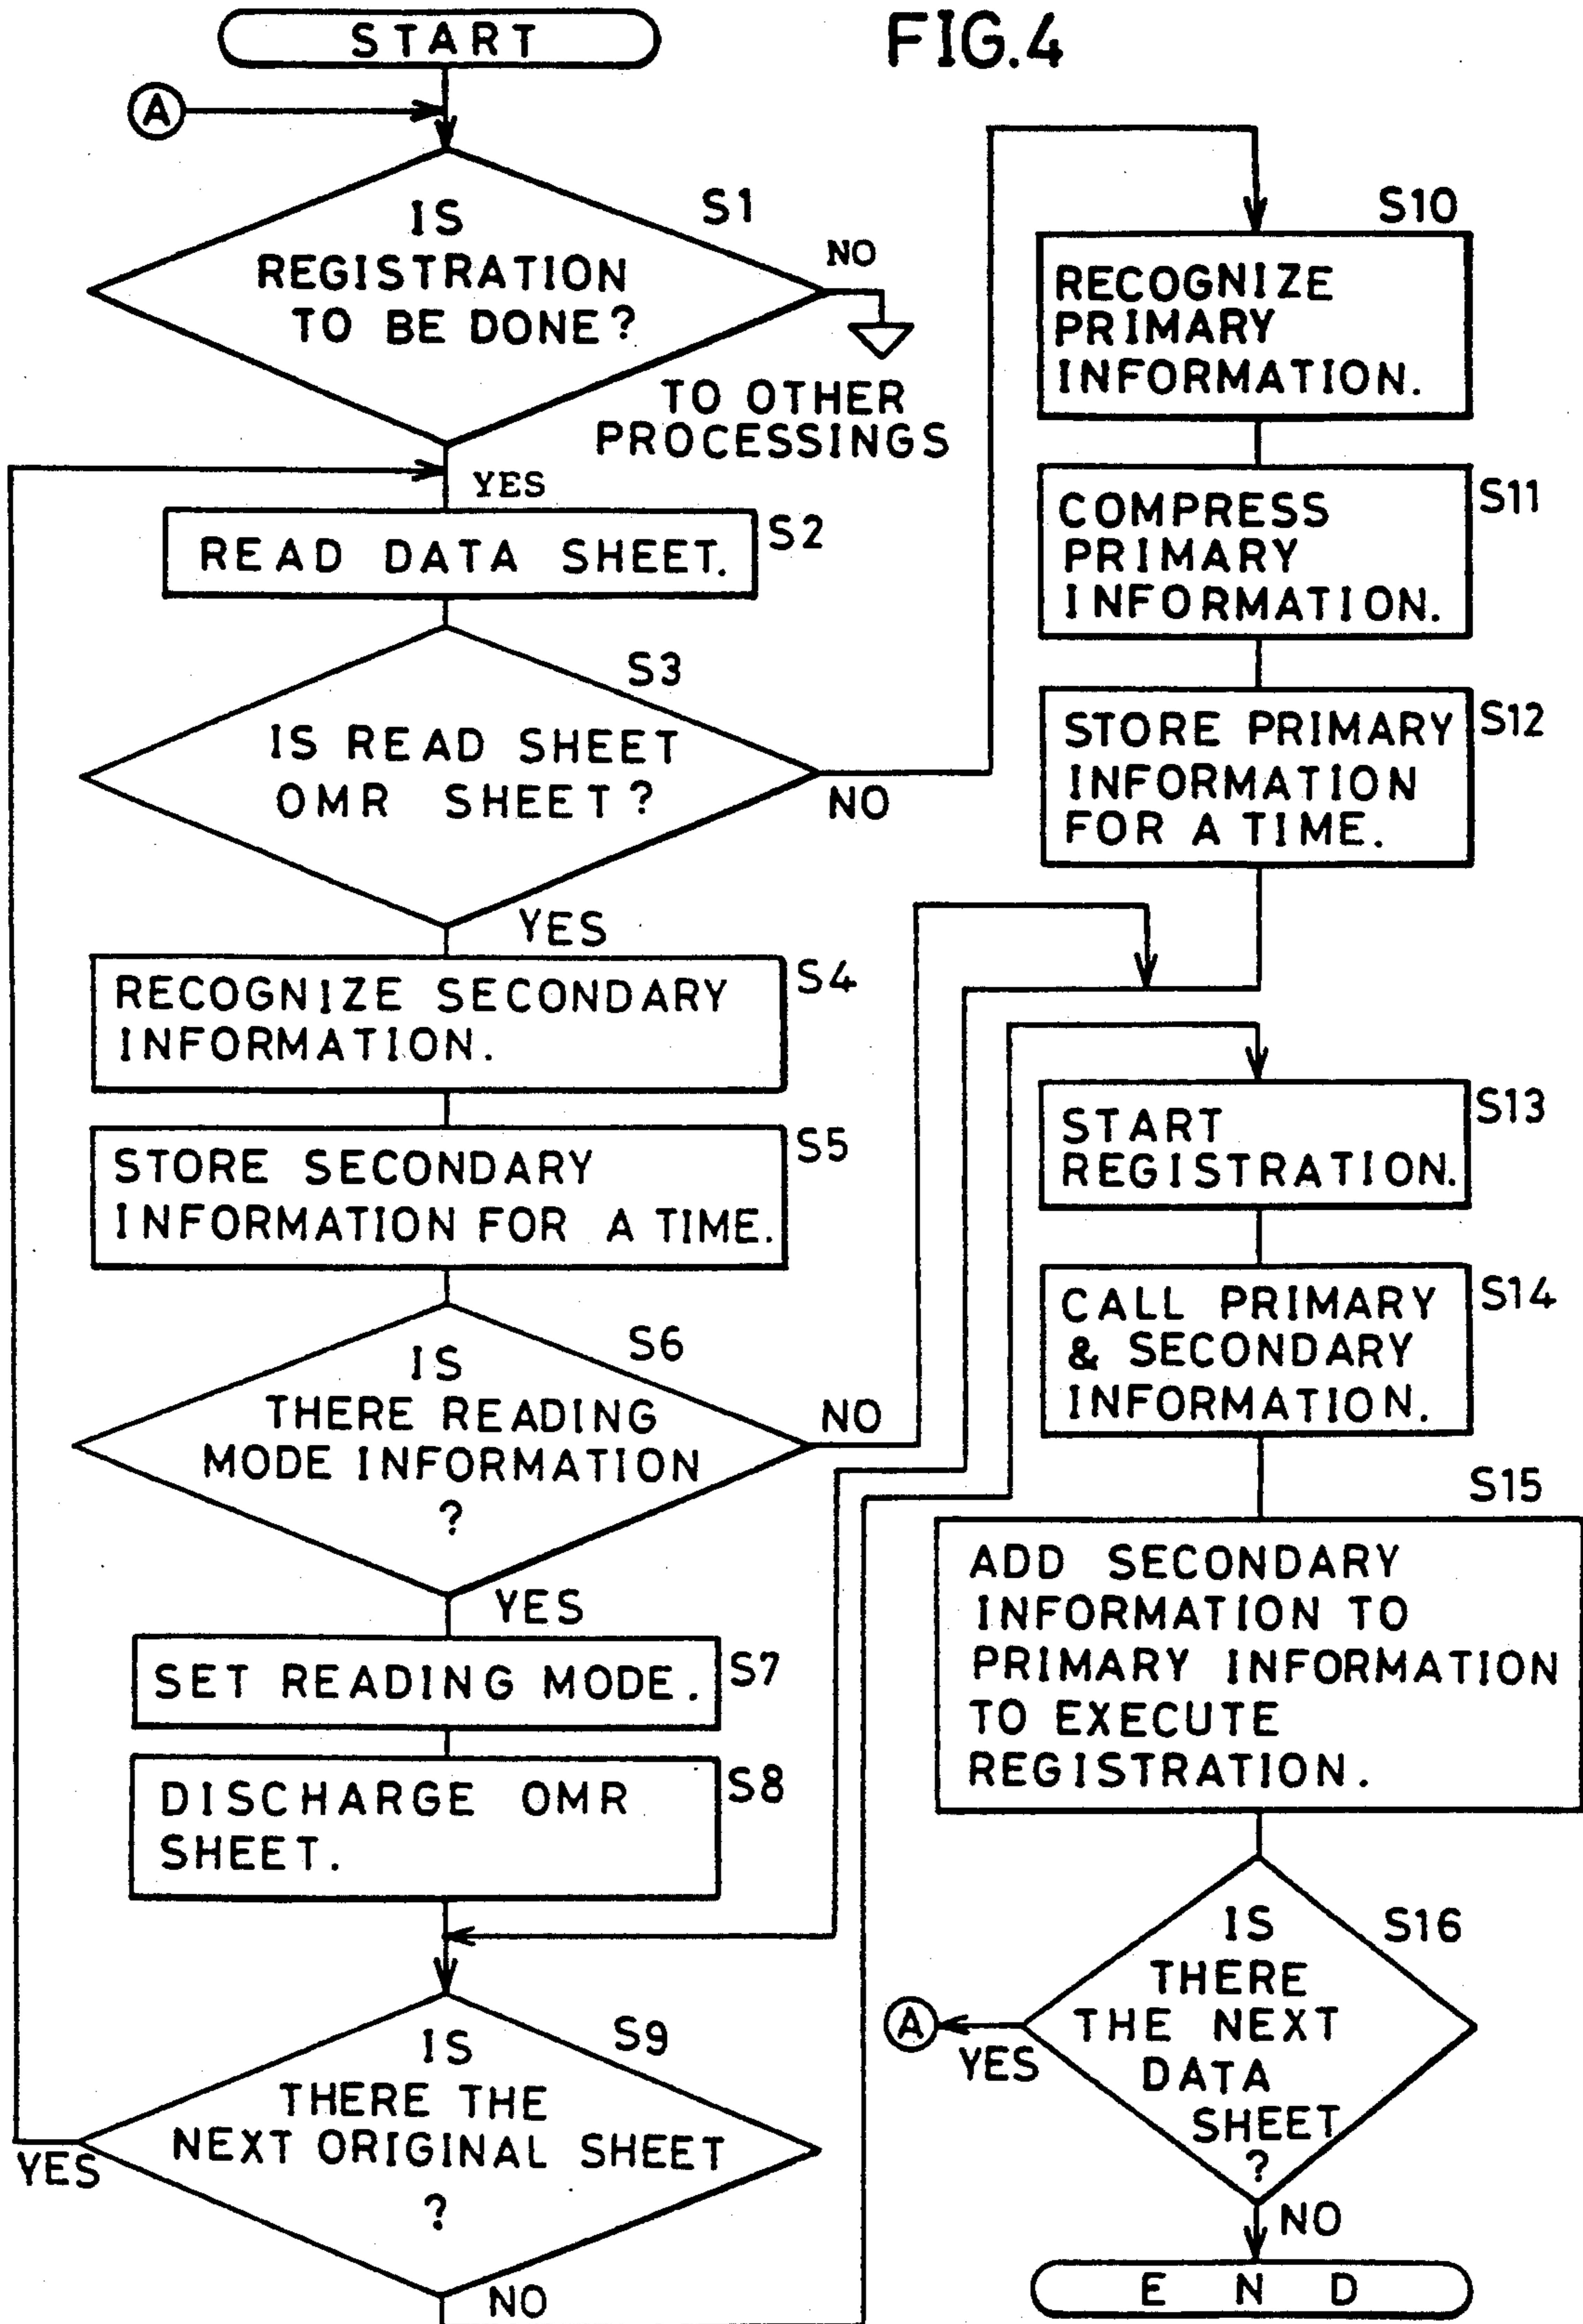 FIG.4
START
A
IS
REGISTRATION
TO BE DONE?
S1
NO
TO OTHER
PROCESSINGS
YES
READ DATA SHEET.
S2
IS READ SHEET
OMR SHEET?
S3
NO
YES
RECOGNIZE SECONDARY
INFORMATION.
S4
STORE SECONDARY
INFORMATION FOR A TIME.
S5
IS
THERE READING
MODE INFORMATION
?
S6
NO
YES
SET READING MODE.
S7
DISCHARGE OMR
SHEET.
S8
IS
THERE THE
NEXT ORIGINAL SHEET
?
S9
YES
NO
S10
RECOGNIZE
PRIMARY
INFORMATION.
S11
COMPRESS
PRIMARY
INFORMATION.
S12
STORE PRIMARY
INFORMATION
FOR A TIME.
S13
START
REGISTRATION.
S14
CALL PRIMARY
& SECONDARY
INFORMATION.
S15
ADD SECONDARY
INFORMATION TO
PRIMARY INFORMATION
TO EXECUTE
REGISTRATION.
S16
IS
THERE
THE NEXT
DATA
SHEET
?
A
YES
NO
END